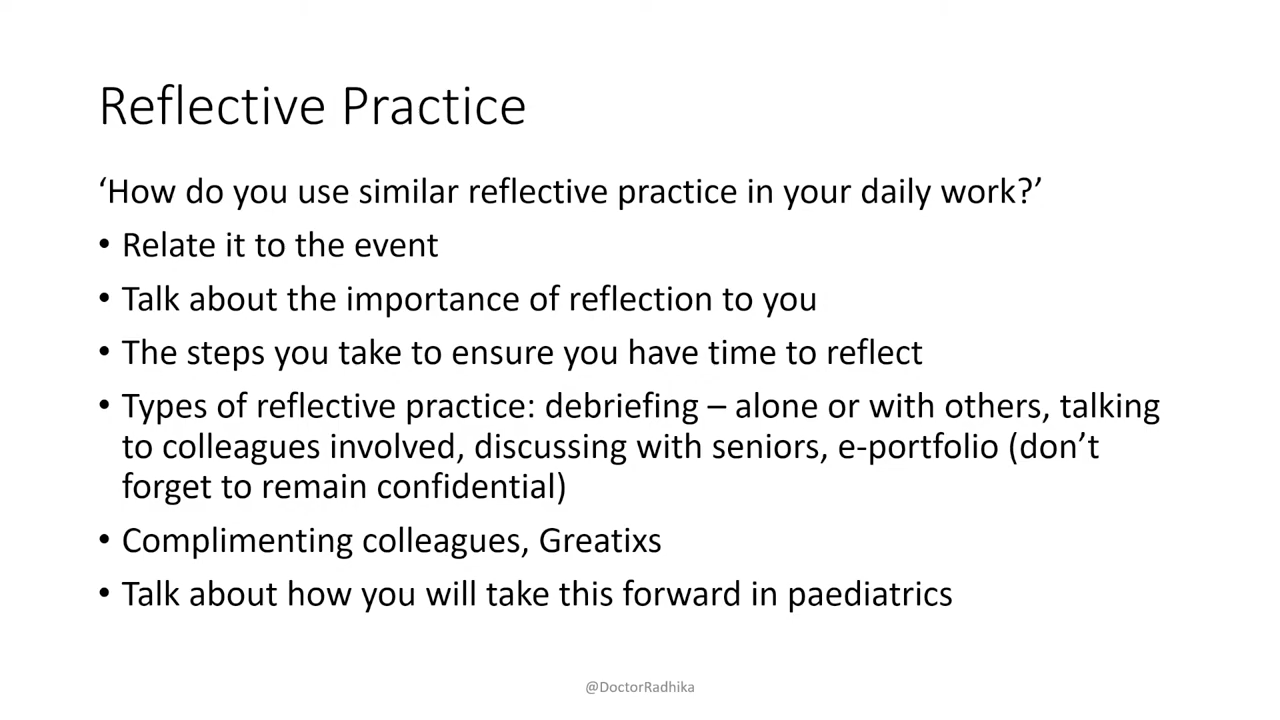 Reflective Practice
‘How do you use similar reflective practice in your daily work?’
• Relate it to the event
• Talk about the importance of reflection to you
• The steps you take to ensure you have time to reflect
• Types of reflective practice: debriefing – alone or with others, talking
to colleagues involved, discussing with seniors, e-portfolio (don’t
forget to remain confidential)
• Complimenting colleagues, Greatixs
• Talk about how you will take this forward in paediatrics
@DoctorRadhika